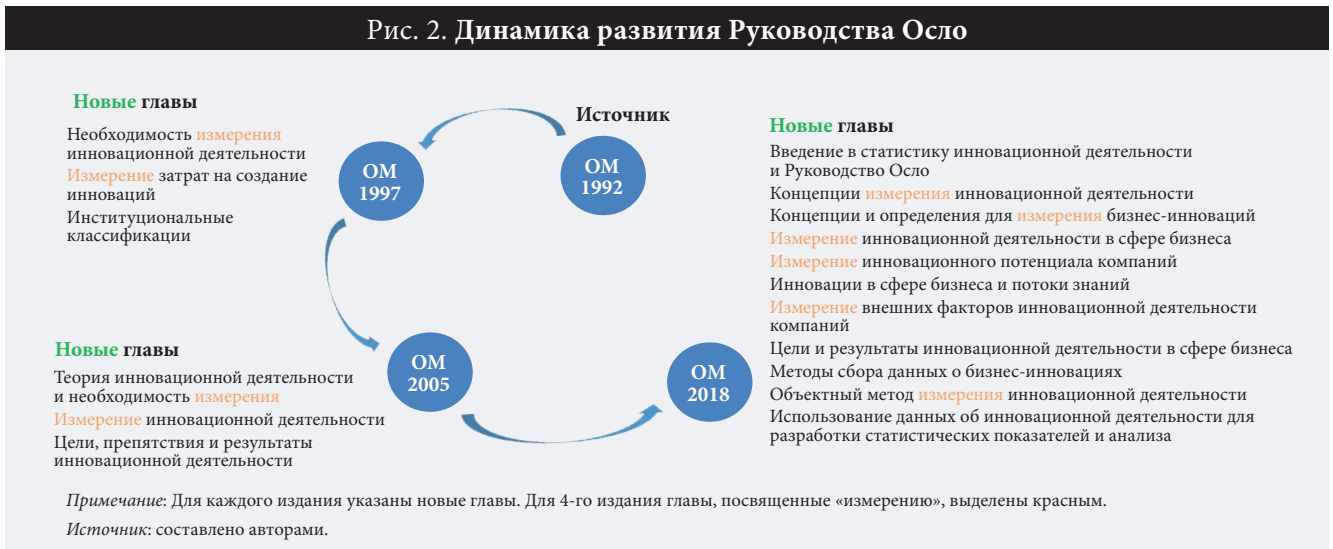 Рис. 2. Динамика развития Руководства Осло
Новые главы
Необходимость измерения
инновационной деятельности
Измерение затрат на создание
инноваций
Институциональные
классификации
ОМ
1997
Источник
ОМ
1992
Новые главы
Теория инновационной деятельности
и необходимость измерения
Измерение инновационной деятельности
Цели, препятствия и результаты
инновационной деятельности
ОМ
2005
ОМ
2018
Новые главы
Введение в статистику инновационной деятельности
и Руководство Осло
Концепции измерения инновационной деятельности
Концепции и определения для измерения бизнес-инноваций
Измерение инновационной деятельности в сфере бизнеса
Измерение инновационного потенциала компаний
Инновации в сфере бизнеса и потоки знаний
Измерение внешних факторов инновационной деятельности
компаний
Цели и результаты инновационной деятельности в сфере бизнеса
Методы сбора данных о бизнес-инновациях
Объектный метод измерения инновационной деятельности
Использование данных об инновационной деятельности для
разработки статистических показателей и анализа
Примечание: Для каждого издания указаны новые главы. Для 4-го издания главы, посвященные «измерению», выделены красным.
Источник: составлено авторами.